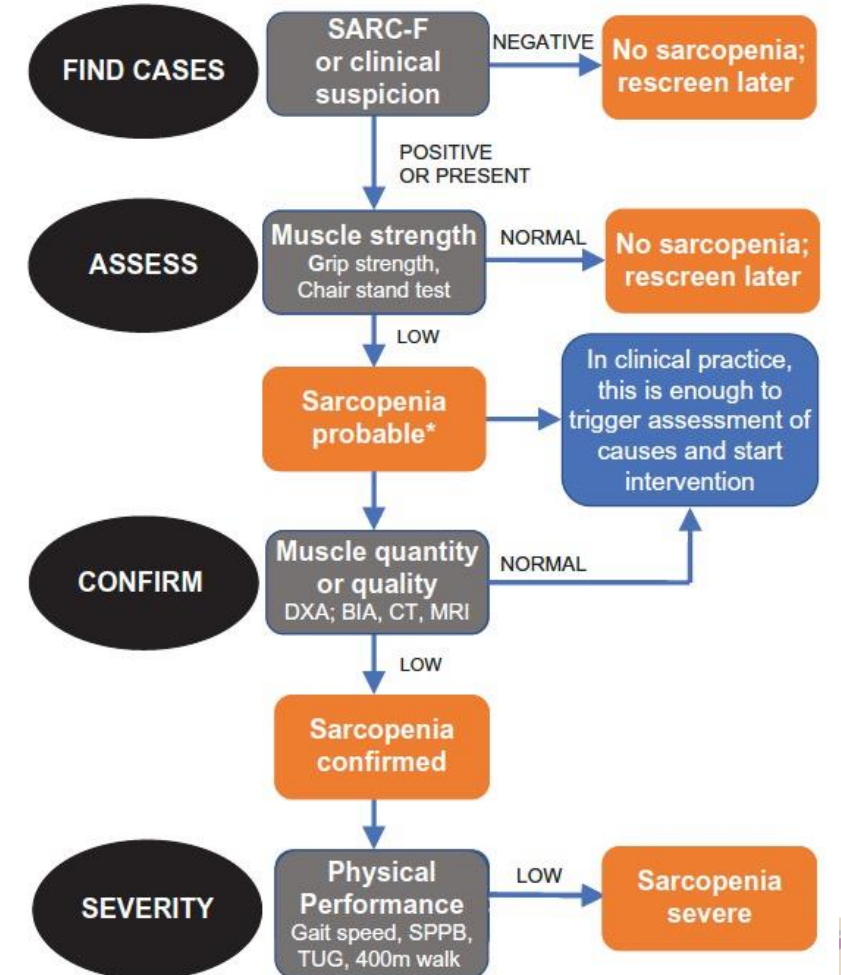 FIND CASES
SARC-F
or clinical
suspicion
NEGATIVE
No sarcopenia;
rescreen later
POSITIVE
OR PRESENT
ASSESS
Muscle strength
Grip strength,
Chair stand test
NORMAL
No sarcopenia;
rescreen later
LOW
Sarcopenia
probable*
In clinical practice,
this is enough to
trigger assessment of
causes and start
intervention
CONFIRM
Muscle quantity
or quality
DXA; BIA, CT, MRI
NORMAL
LOW
Sarcopenia
confirmed
SEVERITY
Physical
Performance
Gait speed, SPPB,
TUG, 400m walk
LOW
Sarcopenia
severe